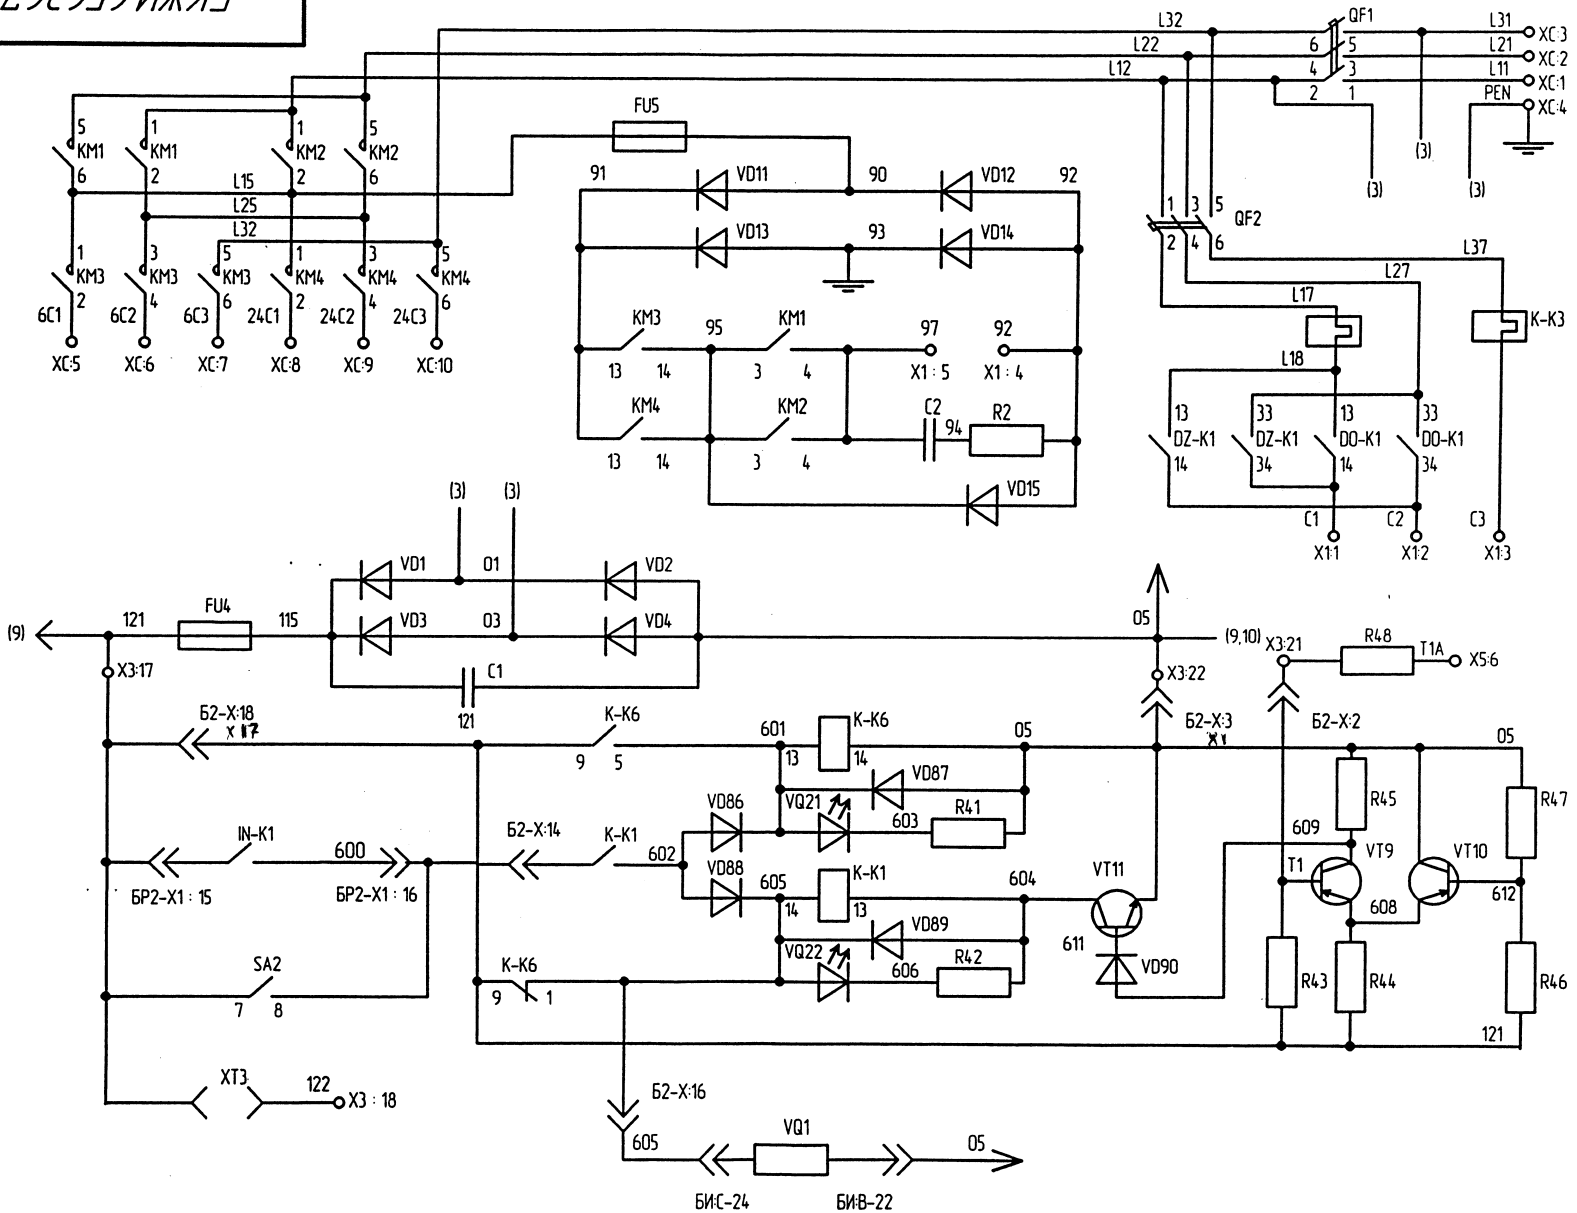 L32 QF1 L31 XC:3
L22 6 5 L21 XC:2
L12 4 3 L11 XC:1
2 1 PEN XC:4
(3) (3) (3)
5 1 1 5
KM1 KM1 KM2 KM2
6 2 2 6
FU5
L15
L25
L32
1 3 5 1 3 5
KM3 KM3 KM3 KM4 KM4 KM4
2 4 6 2 4 6
6C1 6C2 6C3 24C1 24C2 24C3
XC:5 XC:6 XC:7 XC:8 XC:9 XC:10
91 VD11 90 VD12 92
VD13 93 VD14
KM3 95 KM1 97 92
13 14 3 4 X1 : 5 X1 : 4
KM4 KM2 C2 94 R2
13 14 3 4
VD15
1 3 5 QF2
2 4 6
L37
L27
L17
K-K3
L18
13 33 13 33
DZ-K1 DZ-K1 DO-K1 DO-K1
14 34 14 34
C1 C2 C3
X1:1 X1:2 X1:3
(3) (3)
VD1 01 VD2
(9) 121 FU4 115 VD3 03 VD4 05 (9,10)
X3:17 C1 X3:22
121
X3:21 R48 T1A X5:6
Б2-X:18
X 17
K-K6 601 K-K6 05 Б2-X:3 Б2-X:2 05
9 5 13 14
VD87
VD86 VQ21 603 R41
R45 R47
609
IN-K1 600 Б2-X:14 K-K1 602
БР2-X1 : 15 БР2-X1 : 16
VD88 605 K-K1 604 VT11
14 13
T1 VT9 VT10
608 612
VD89 611
VQ22 606 R42 VD90
SA2 K-K6
7 8 9 1
R43 R44 R46
121
XT3 122 X3 : 18
Б2-X:16
605 VQ1 05
БИ:C-24 БИ:B-22